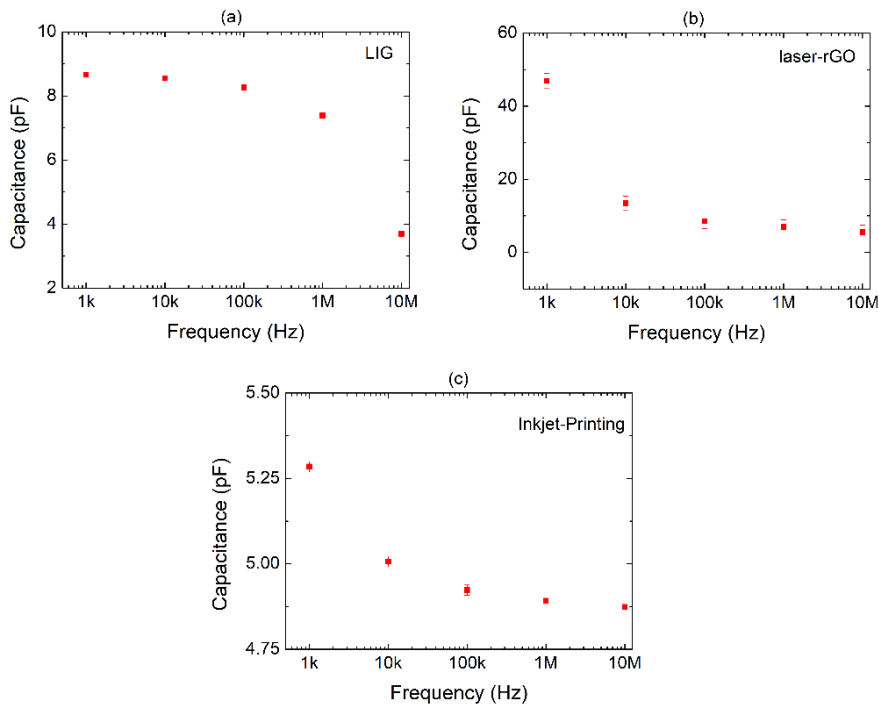 (a)
LIG
10
8
6
4
2
Capacitance (pF)
1k 10k 100k 1M 10M
Frequency (Hz)
(b)
laser-rGO
60
40
20
0
Capacitance (pF)
1k 10k 100k 1M 10M
Frequency (Hz)
(c)
Inkjet-Printing
5.50
5.25
5.00
4.75
Capacitance (pF)
1k 10k 100k 1M 10M
Frequency (Hz)